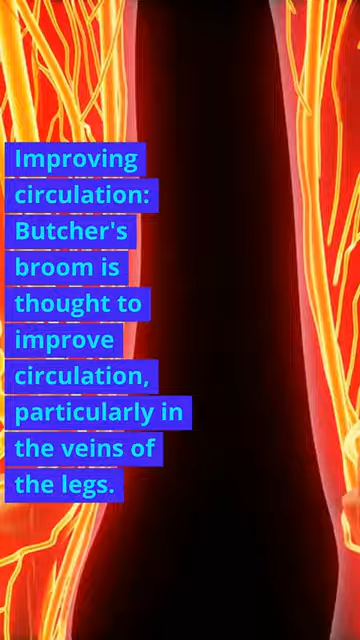 Improving
circulation:
Butcher's
broom is
thought to
improve
circulation,
particularly in
the veins of
the legs.